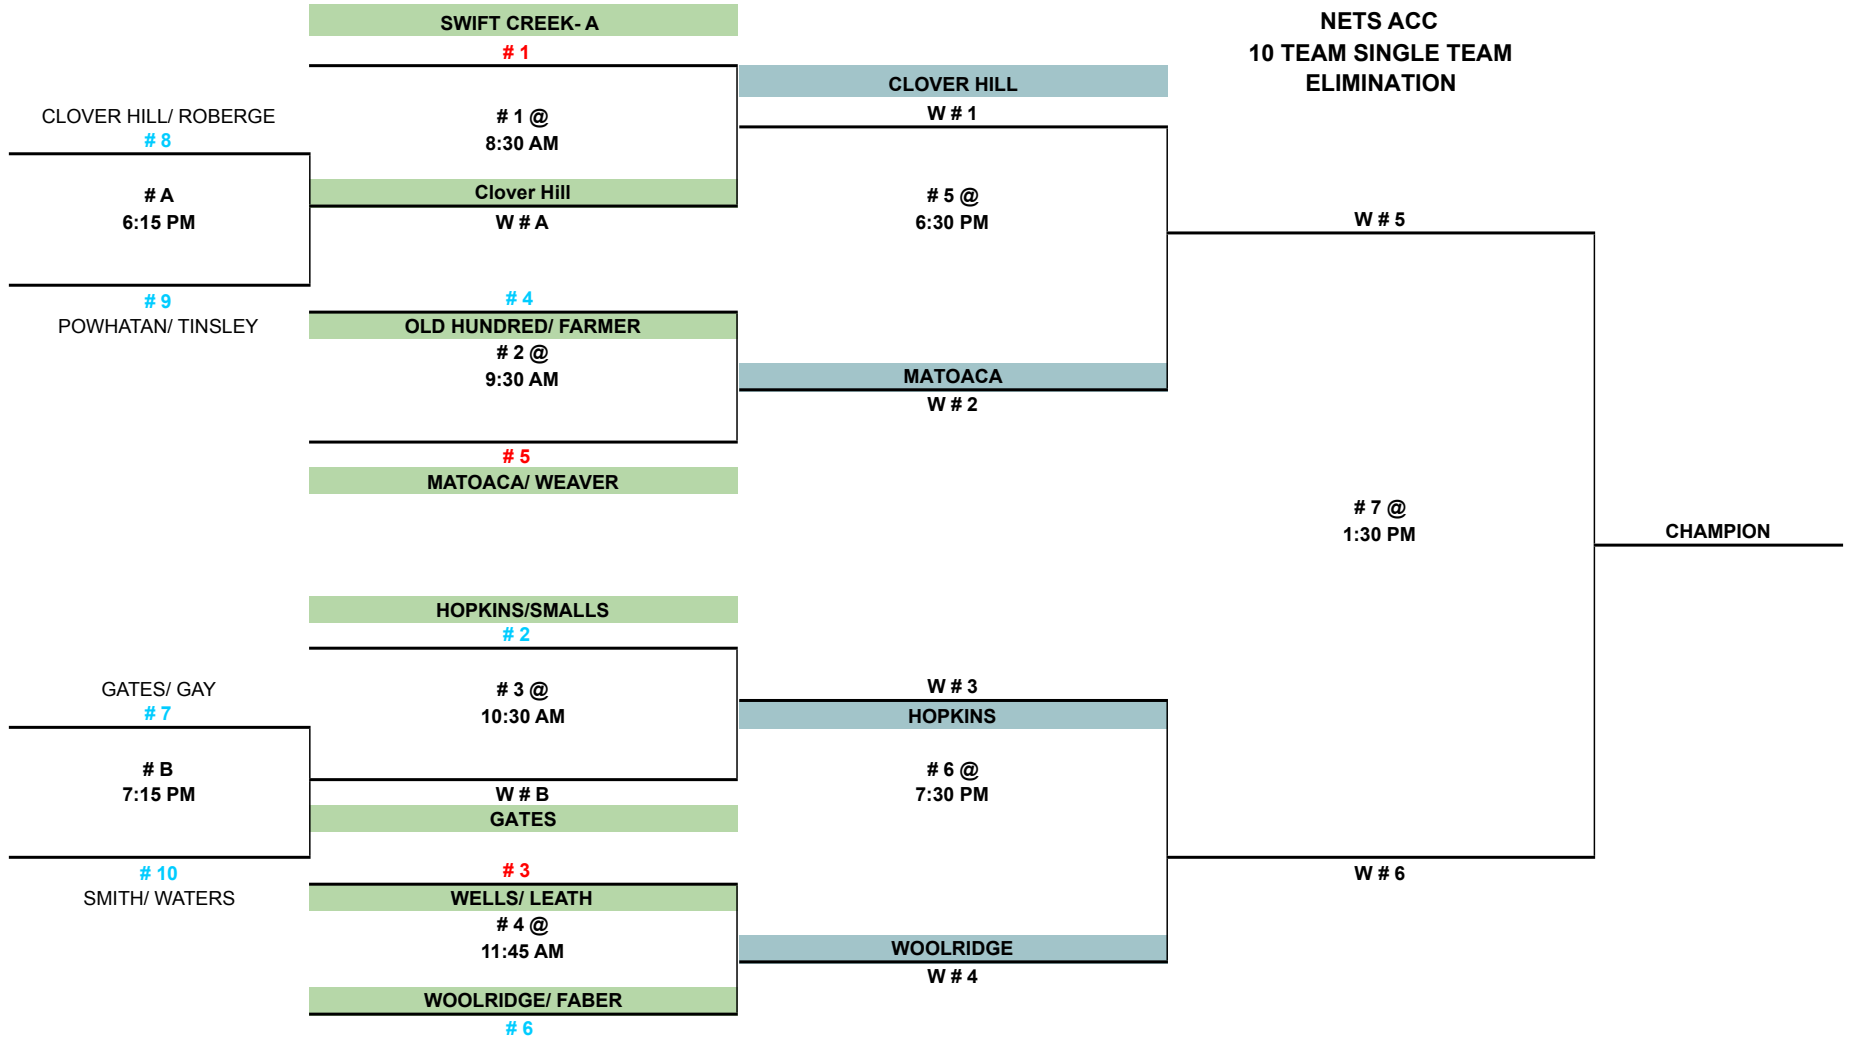 SWIFT CREEK- A
# 1
NETS ACC
10 TEAM SINGLE TEAM
ELIMINATION
CLOVER HILL
W # 1
CLOVER HILL/ ROBERGE
# 8
# 1 @
8:30 AM
# A
6:15 PM
Clover Hill
W # A
# 5 @
6:30 PM
W # 5
# 9
POWHATAN/ TINSLEY
# 4
OLD HUNDRED/ FARMER
# 2 @
9:30 AM
MATOACA
W # 2
# 5
MATOACA/ WEAVER
# 7 @
1:30 PM
CHAMPION
HOPKINS/SMALLS
# 2
GATES/ GAY
# 7
# 3 @
10:30 AM
W # 3
HOPKINS
# B
7:15 PM
W # B
GATES
# 6 @
7:30 PM
# 10
SMITH/ WATERS
# 3
WELLS/ LEATH
# 4 @
11:45 AM
W # 6
WOOLRIDGE
W # 4
WOOLRIDGE/ FABER
# 6